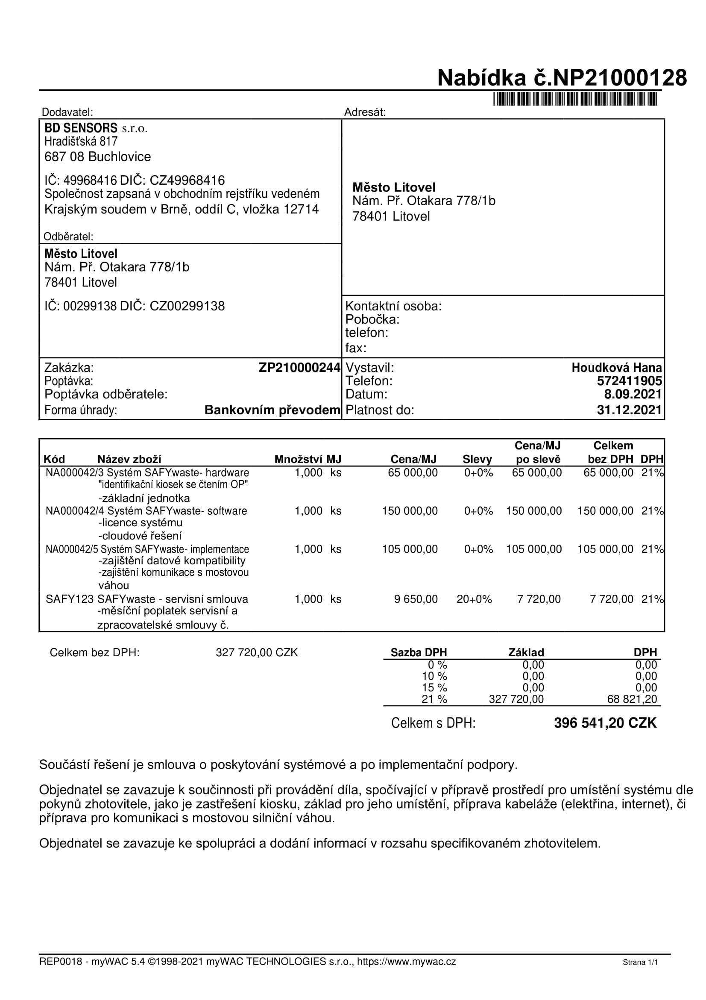 Nabídka č.NP21000128
Dodavatel:
BD SENSORS s.r.o.
Hradišťská 817
687 08 Buchlovice
IČ: 49968416 DIČ: CZ49968416
Společnost zapsaná v obchodním rejstříku vedeném
Krajským soudem v Brně, oddíl C, vložka 12714
Adresát:
Město Litovel
Nám. Př. Otakara 778/1b
78401 Litovel
Odběratel:
Město Litovel
Nám. Př. Otakara 778/1b
78401 Litovel
IČ: 00299138 DIČ: CZ00299138
Kontaktní osoba:
Pobočka:
telefon:
fax:
Zakázka: ZP210000244
Poptávka:
Poptávka odběratele:
Forma úhrady: Bankovním převodem
Vystavil: Houdková Hana
Telefon: 572411905
Datum: 8.09.2021
Platnost do: 31.12.2021
Cena/MJ Celkem
Kód Název zboží Množství MJ Cena/MJ Slevy po slevě bez DPH DPH
NA000042/3 Systém SAFYwaste- hardware 1,000 ks 65 000,00 0+0% 65 000,00 65 000,00 21%
"identifikační kiosek se čtením OP"
-základní jednotka
NA000042/4 Systém SAFYwaste- software 1,000 ks 150 000,00 0+0% 150 000,00 150 000,00 21%
-licence systému
-cloudové řešení
NA000042/5 Systém SAFYwaste- implementace 1,000 ks 105 000,00 0+0% 105 000,00 105 000,00 21%
-zajištění datové kompatibility
-zajištění komunikace s mostovou
váhou
SAFY123 SAFYwaste - servisní smlouva 1,000 ks 9 650,00 20+0% 7 720,00 7 720,00 21%
-měsíční poplatek servisní a
zpracovatelské smlouvy č.
Celkem bez DPH: 327 720,00 CZK
Sazba DPH Základ DPH
0 % 0,00 0,00
10 % 0,00 0,00
15 % 0,00 0,00
21 % 327 720,00 68 821,20
Celkem s DPH: 396 541,20 CZK
Součástí řešení je smlouva o poskytování systémové a po implementační podpory.
Objednatel se zavazuje k součinnosti při provádění díla, spočívající v přípravě prostředí pro umístění systému dle
pokynů zhotovitele, jako je zastřešení kiosku, základ pro jeho umístění, příprava kabeláže (elektřina, internet), či
příprava pro komunikaci s mostovou silniční váhou.
Objednatel se zavazuje ke spolupráci a dodání informací v rozsahu specifikovaném zhotovitelem.
REP0018 - myWAC 5.4 ©1998-2021 myWAC TECHNOLOGIES s.r.o., https://www.mywac.cz Strana 1/1